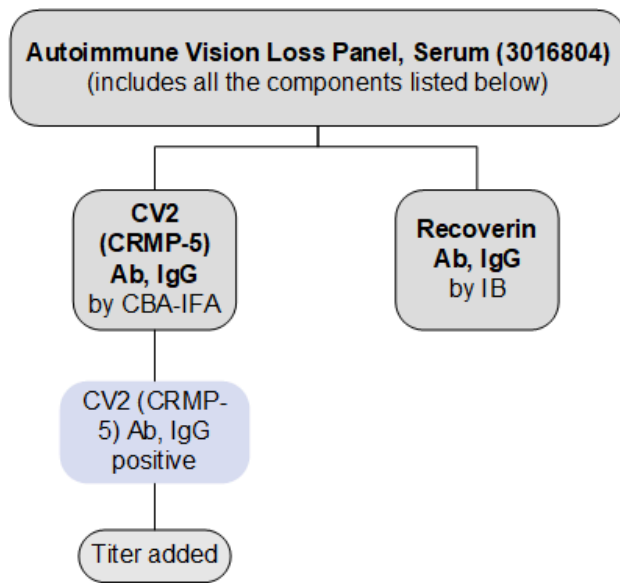 Autoimmune Vision Loss Panel, Serum (3016804)
(includes all the components listed below)
CV2
(CRMP-5)
Ab, IgG
by CBA-IFA
Recoverin
Ab, IgG
by IB
CV2 (CRMP-
5) Ab, IgG
positive
Titer added